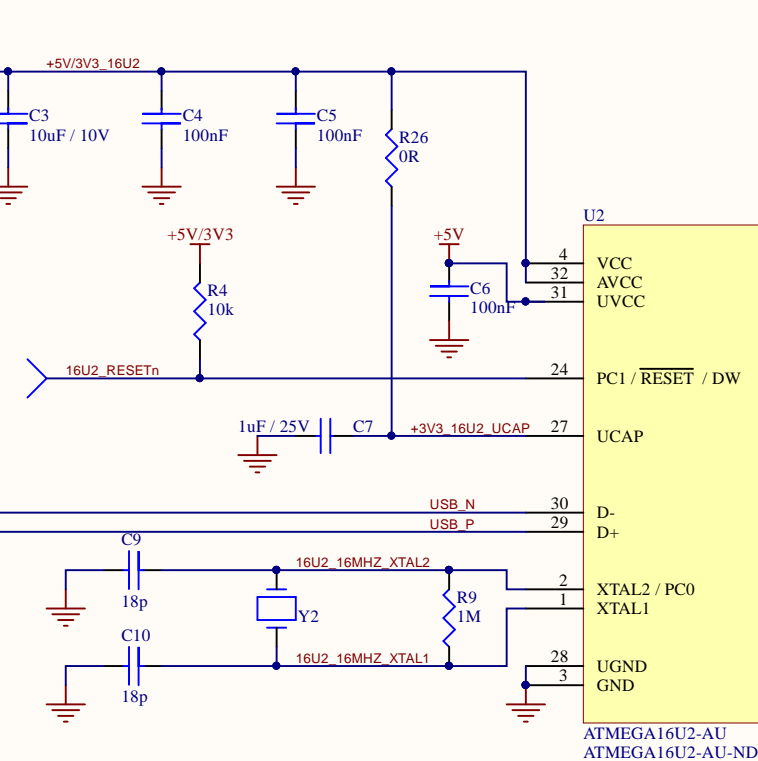 +5V/3V3_16U2
C3
10uF / 10V
C4
100nF
C5
100nF
R26
0R
+5V/3V3
R4
10k
+5V
C6
100nF
U2
4
VCC
32
AVCC
31
UVCC
16U2_RESETn
24
PC1 / RESET / DW
1uF / 25V
C7
+3V3_16U2_UCAP
27
UCAP
USB_N
30
D-
USB_P
29
D+
C9
18p
16U2_16MHZ_XTAL2
2
XTAL2 / PC0
1
XTAL1
Y2
R9
1M
C10
18p
16U2_16MHZ_XTAL1
28
UGND
3
GND
ATMEGA16U2-AU
ATMEGA16U2-AU-ND